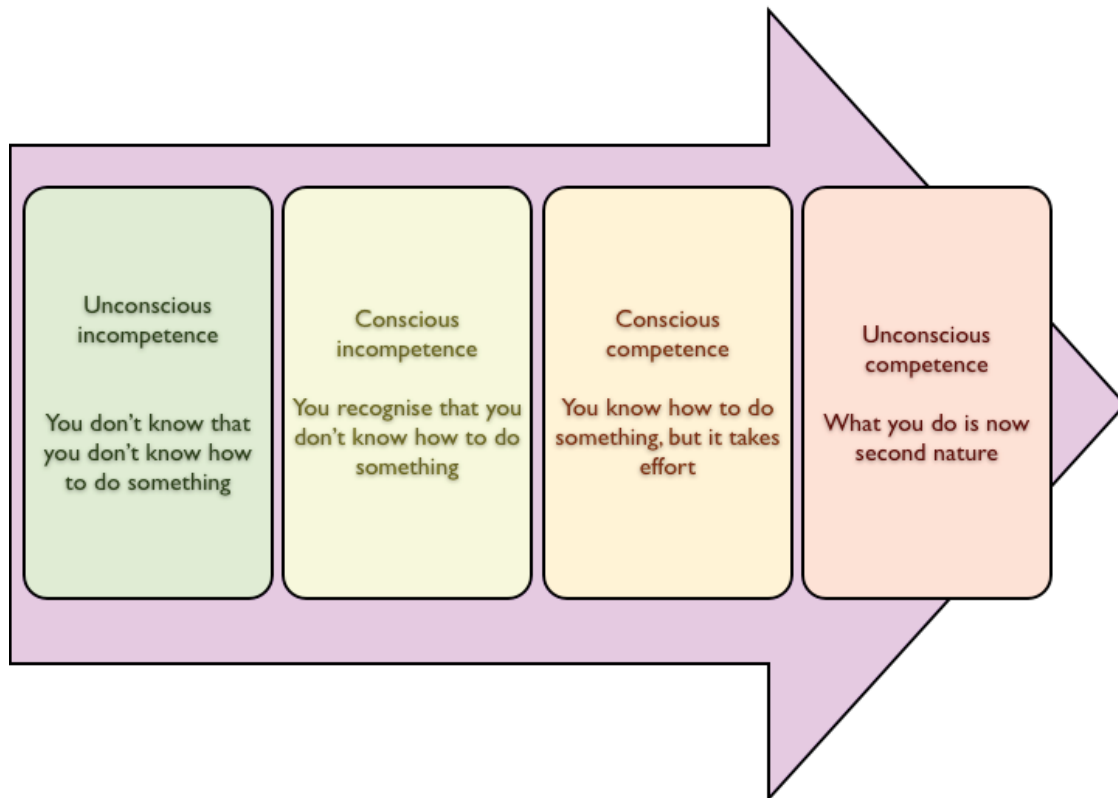 Unconscious
incompetence
You don't know that
you don't know how
to do something
Conscious
incompetence
You recognise that you
don't know how to do
something
Conscious
competence
You know how to do
something, but it takes
effort
Unconscious
competence
What you do is now
second nature